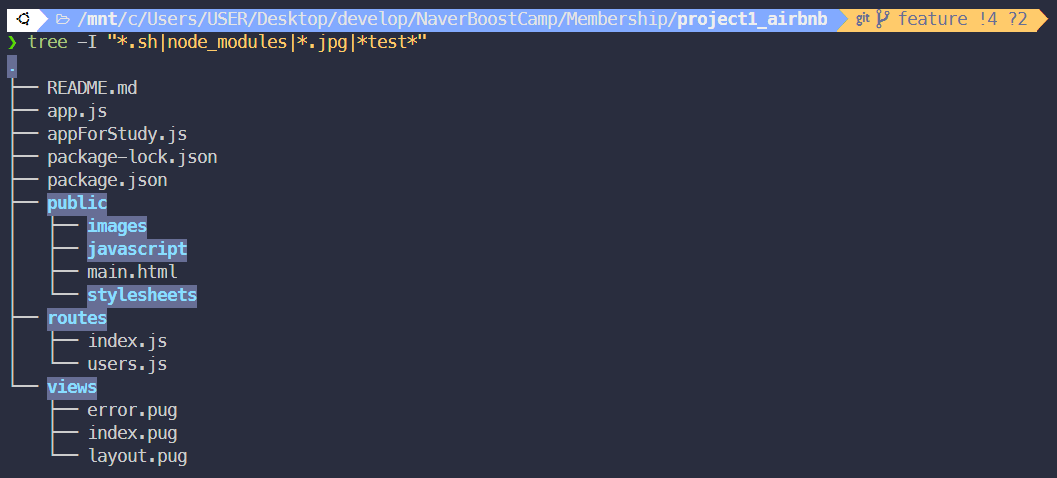 /mnt/c/Users/USER/Desktop/develop/NaverBoostCamp/Membership/project1_airbnb git feature !4 ?2
❯ tree -I "*.sh|node_modules|*.jpg|*test*"
.
├── README.md
├── app.js
├── appForStudy.js
├── package-lock.json
├── package.json
├── public
│   ├── images
│   ├── javascript
│   ├── main.html
│   └── stylesheets
├── routes
│   ├── index.js
│   └── users.js
└── views
    ├── error.pug
    ├── index.pug
    └── layout.pug